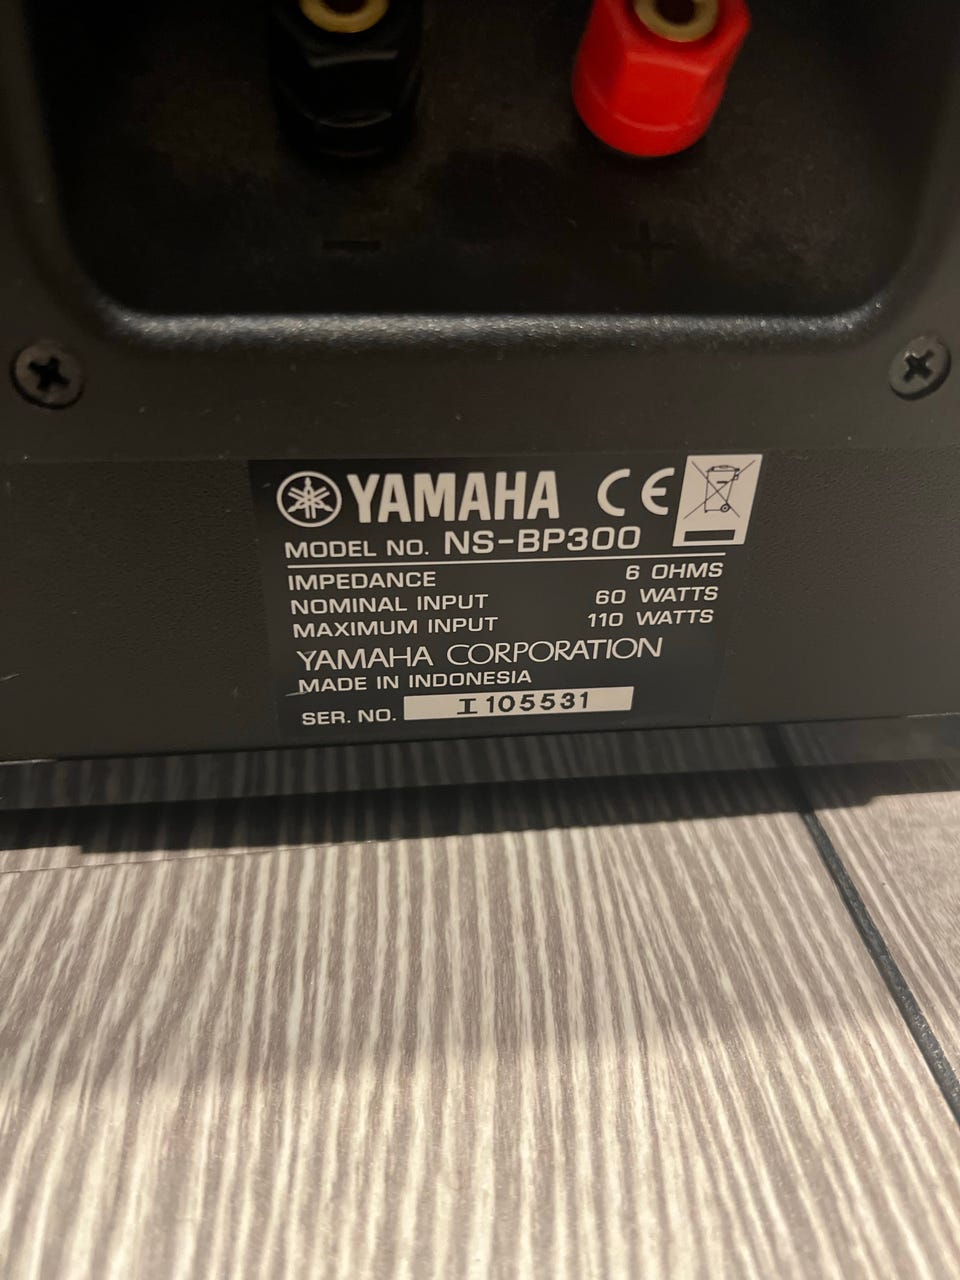 − +
YAMAHA CE
MODEL NO. NS-BP300
IMPEDANCE 6 OHMS
NOMINAL INPUT 60 WATTS
MAXIMUM INPUT 110 WATTS
YAMAHA CORPORATION
MADE IN INDONESIA
SER. NO. I105531